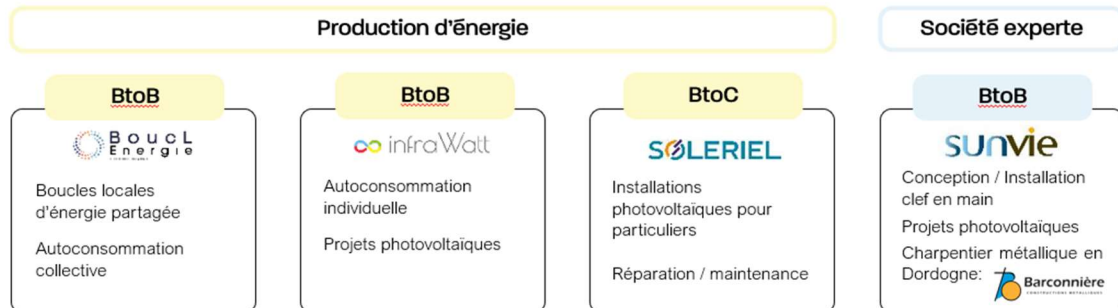 Production d'énergie
Société experte
BtoB
BoucL
Energie
Boucles locales
d'énergie partagée
Autoconsommation
collective
BtoB
infraWatt
Autoconsommation
individuelle
Projets photovoltaïques
BtoC
SOLERIEL
Installations
photovoltaïques pour
particuliers
Réparation / maintenance
BtoB
sunvie
Conception / Installation
clef en main
Projets photovoltaïques
Charpentier métallique en
Dordogne:
Barconnière
CONSTRUCTIONS METALLIQUES